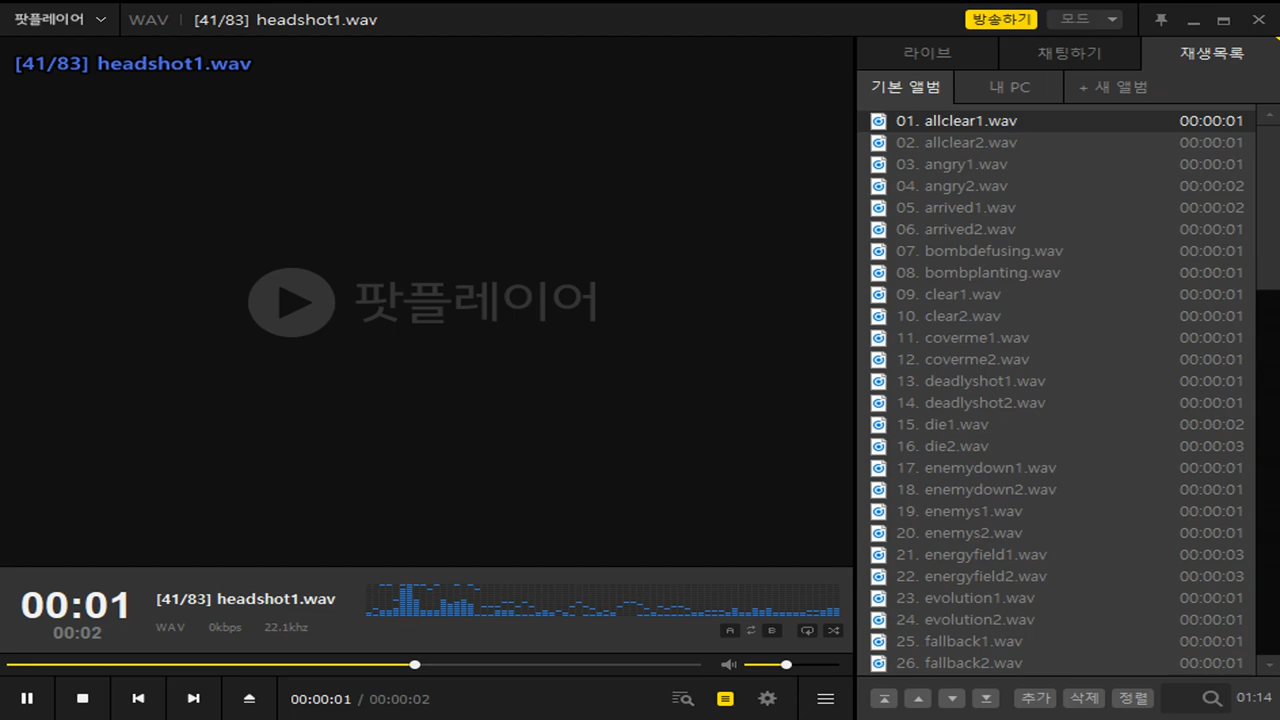 팟플레이어 WAV [41/83] headshot1.wav 방송하기 모드
[41/83] headshot1.wav
라이브 채팅하기 재생목록
기본 앨범 내 PC + 새 앨범
01. allclear1.wav 00:00:01
02. allclear2.wav 00:00:01
03. angry1.wav 00:00:01
04. angry2.wav 00:00:02
05. arrived1.wav 00:00:02
06. arrived2.wav 00:00:01
07. bombdefusing.wav 00:00:01
08. bombplanting.wav 00:00:01
09. clear1.wav 00:00:01
10. clear2.wav 00:00:01
11. coverme1.wav 00:00:01
12. coverme2.wav 00:00:01
13. deadlyshot1.wav 00:00:01
14. deadlyshot2.wav 00:00:01
15. die1.wav 00:00:02
16. die2.wav 00:00:03
17. enemydown1.wav 00:00:01
18. enemydown2.wav 00:00:01
19. enemys1.wav 00:00:01
20. enemys2.wav 00:00:01
21. energyfield1.wav 00:00:03
22. energyfield2.wav 00:00:03
23. evolution1.wav 00:00:01
24. evolution2.wav 00:00:01
25. fallback1.wav 00:00:01
26. fallback2.wav 00:00:01
팟플레이어
00:01 [41/83] headshot1.wav
00:02 WAV 0kbps 22.1khz
A B
00:00:01 / 00:00:02
추가 삭제 정렬 01:14